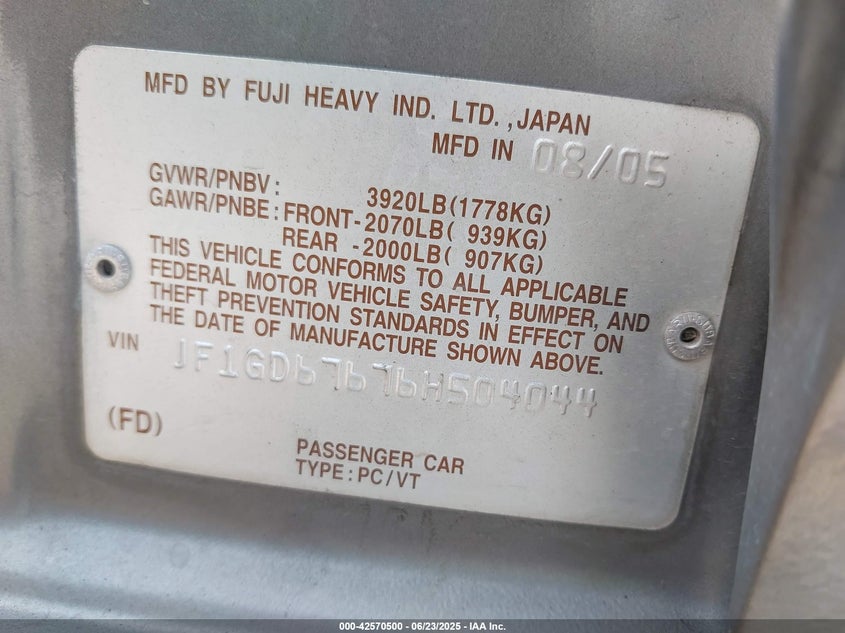 MFD BY FUJI HEAVY IND. LTD.,JAPAN
MFD IN 08/05
GVWR/PNBV: 3920LB(1778KG)
GAWR/PNBE: FRONT-2070LB( 939KG)
REAR -2000LB( 907KG)
THIS VEHICLE CONFORMS TO ALL APPLICABLE
FEDERAL MOTOR VEHICLE SAFETY, BUMPER, AND
THEFT PREVENTION STANDARDS IN EFFECT ON
THE DATE OF MANUFACTURE SHOWN ABOVE.
VIN JF1GD67676H504044
(FD)
PASSENGER CAR
TYPE:PC/VT
000-42570500 - 06/23/2025 - IAA Inc.